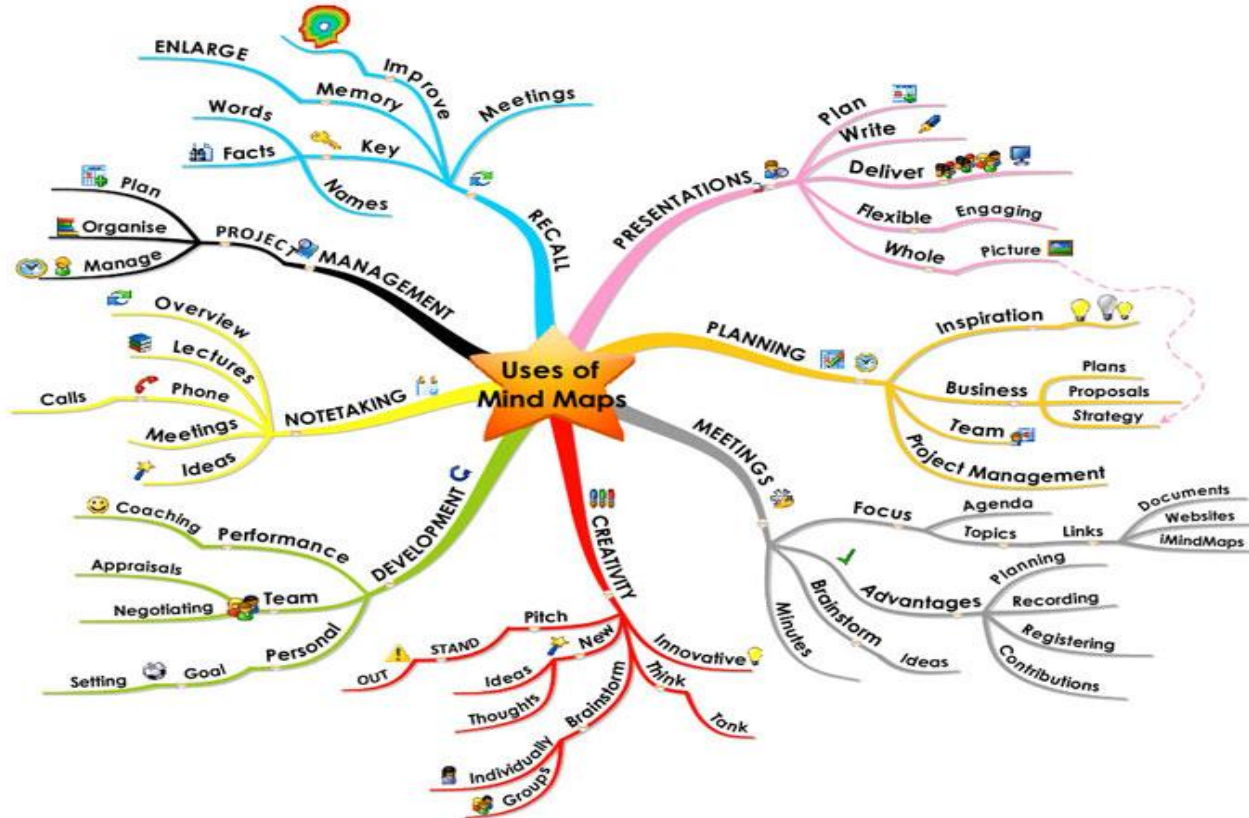 Uses of
Mind Maps
PRESENTATIONS
Plan
Write
Deliver
Flexible
Engaging
Whole
Picture
PLANNING
Inspiration
Business
Plans
Proposals
Strategy
Team
Project Management
MEETINGS
Focus
Agenda
Topics
Links
Documents
Websites
iMindMaps
Advantages
Planning
Recording
Registering
Contributions
Brainstorm
Ideas
Minutes
CREATIVITY
Innovative
Think
Tank
Brainstorm
Individually
Groups
New
Ideas
Thoughts
Pitch
STAND
OUT
DEVELOPMENT
Performance
Coaching
Team
Appraisals
Negotiating
Personal
Goal
Setting
NOTETAKING
Overview
Lectures
Phone
Calls
Meetings
Ideas
MANAGEMENT
PROJECT
Plan
Organise
Manage
RECALL
Meetings
Improve
Memory
ENLARGE
Key
Words
Facts
Names